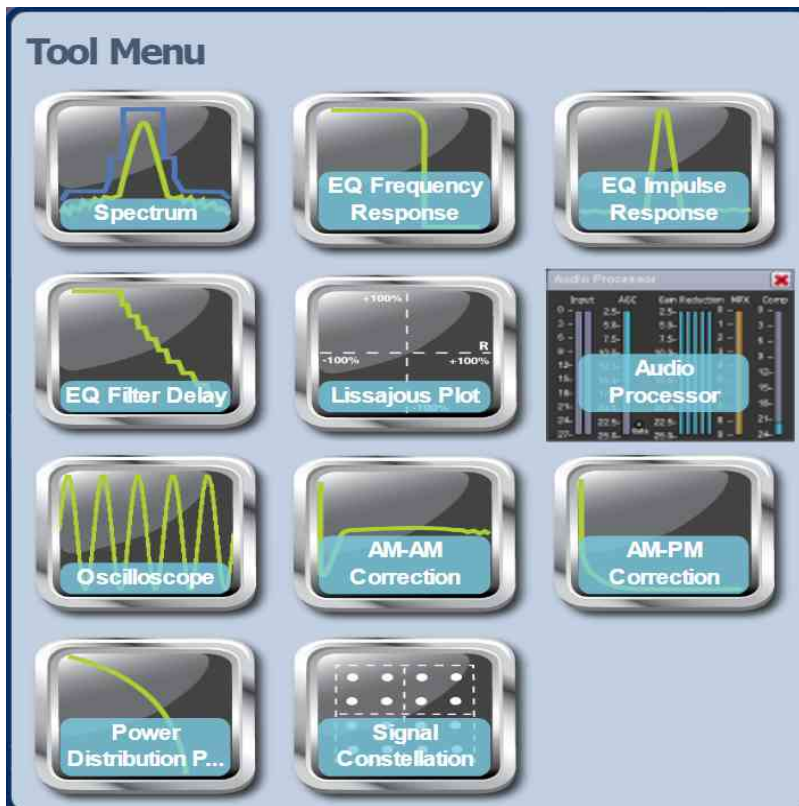 Tool Menu
Spectrum
EQ Frequency
Response
EQ Impulse
Response
EQ Filter Delay
+100%
R
-100%
+100%
Lissajous Plot
-100%
Audio Processor
Input AGC Gain Reduction MPX Comp
Audio
Processor
Oscilloscope
AM-AM
Correction
AM-PM
Correction
Power
Distribution P...
Signal
Constellation